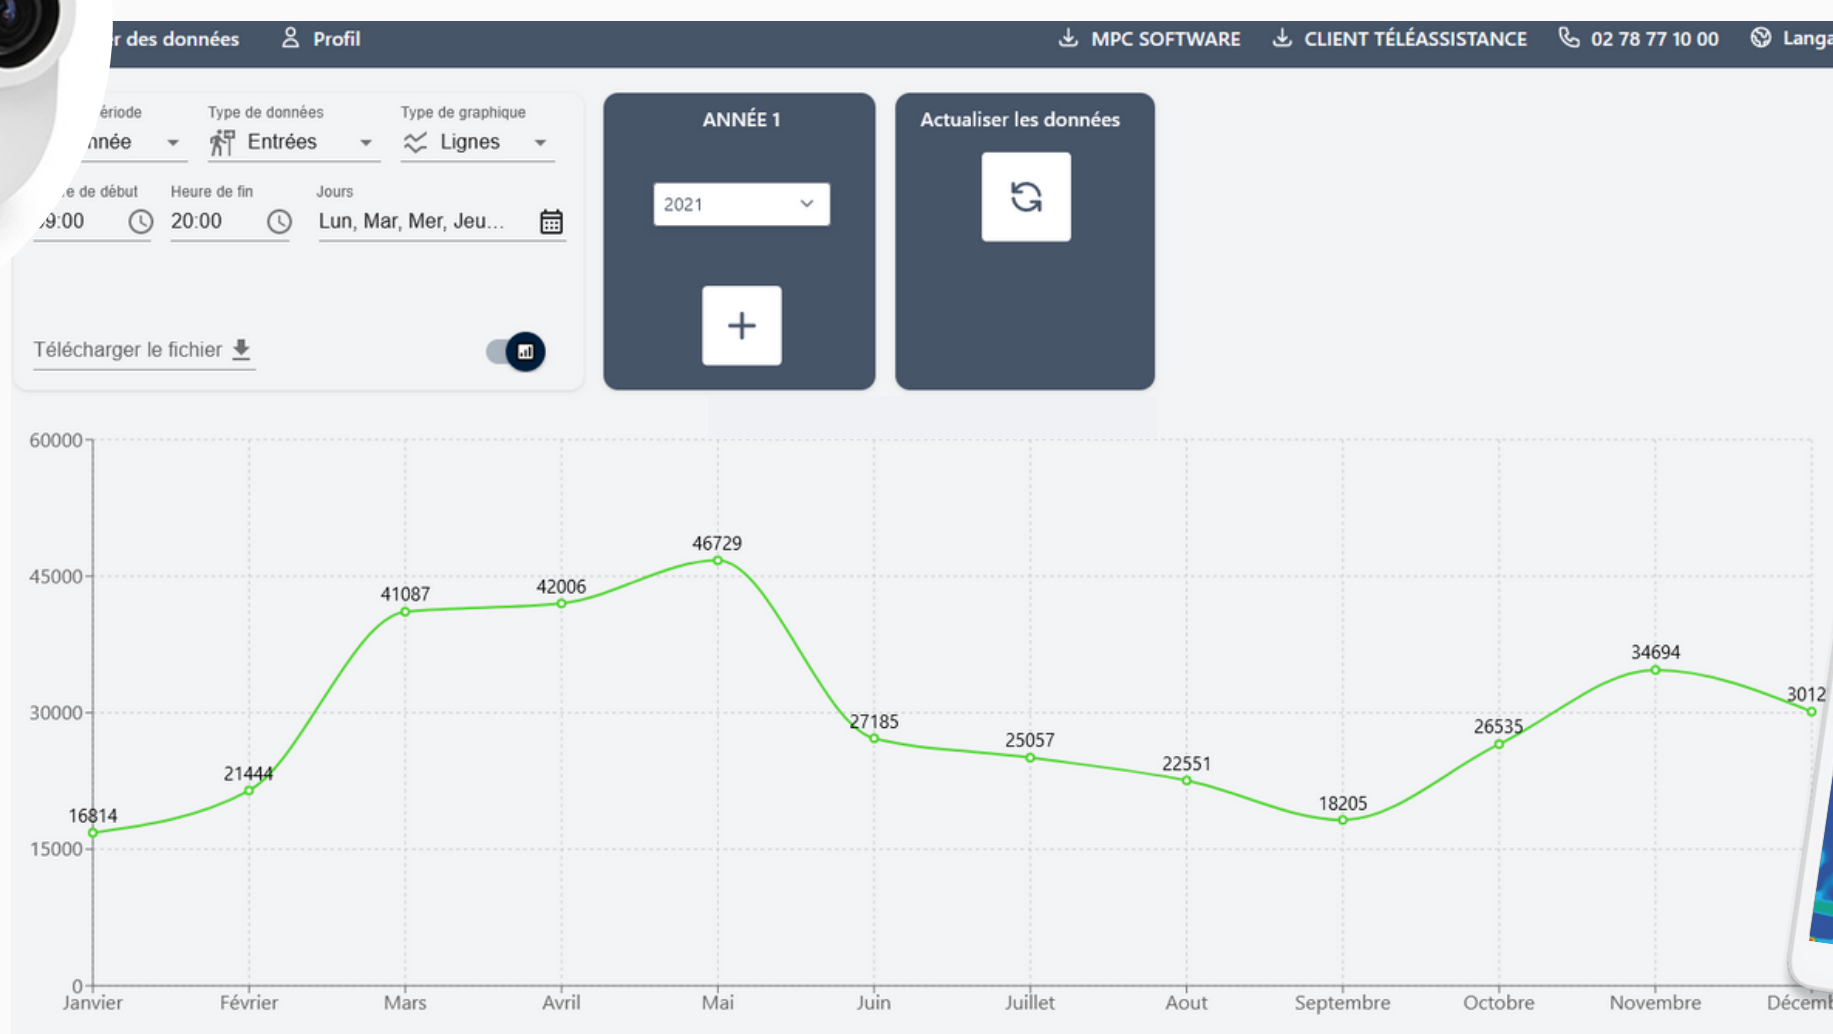 r des données Profil MPC SOFTWARE CLIENT TÉLÉASSISTANCE 02 78 77 10 00 Langa
ériode Type de données Type de graphique
nnée Entrées Lignes
e de début Heure de fin Jours
9:00 20:00 Lun, Mar, Mer, Jeu...
Télécharger le fichier
ANNÉE 1
2021
+
Actualiser les données
60000
45000
30000
15000
0
16814
21444
41087
42006
46729
27185
25057
22551
18205
26535
34694
3012
Janvier Février Mars Avril Mai Juin Juillet Aout Septembre Octobre Novembre Décemb